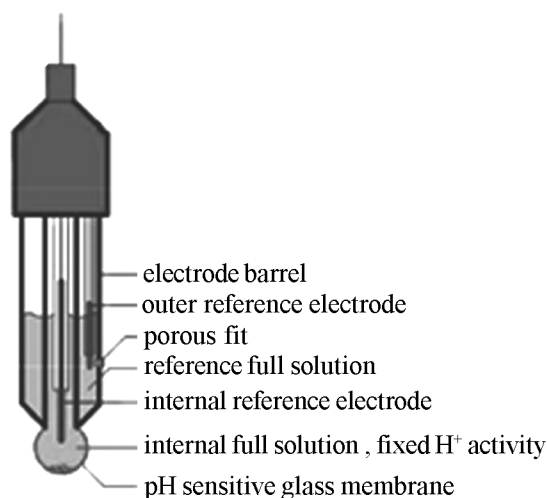 electrode barrel
outer reference electrode
porous fit
reference full solution
internal reference electrode
internal full solution , fixed H⁺ activity
pH sensitive glass membrane